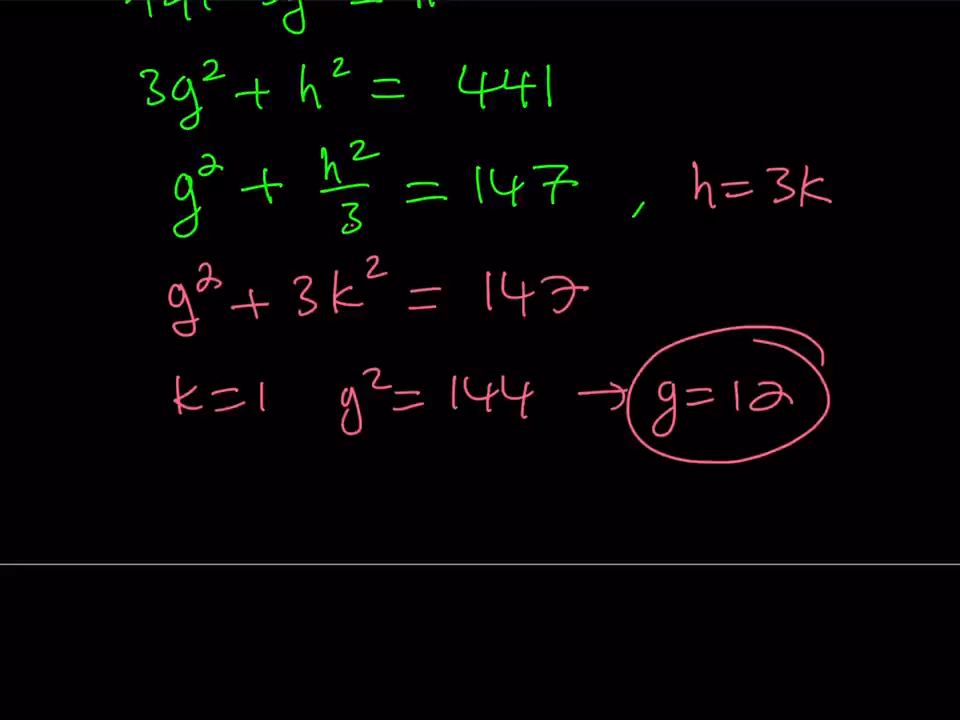 3g² + h² = 441
g² + h²/3 = 147 , h = 3k
g² + 3k² = 147
k = 1 g² = 144 → g = 12